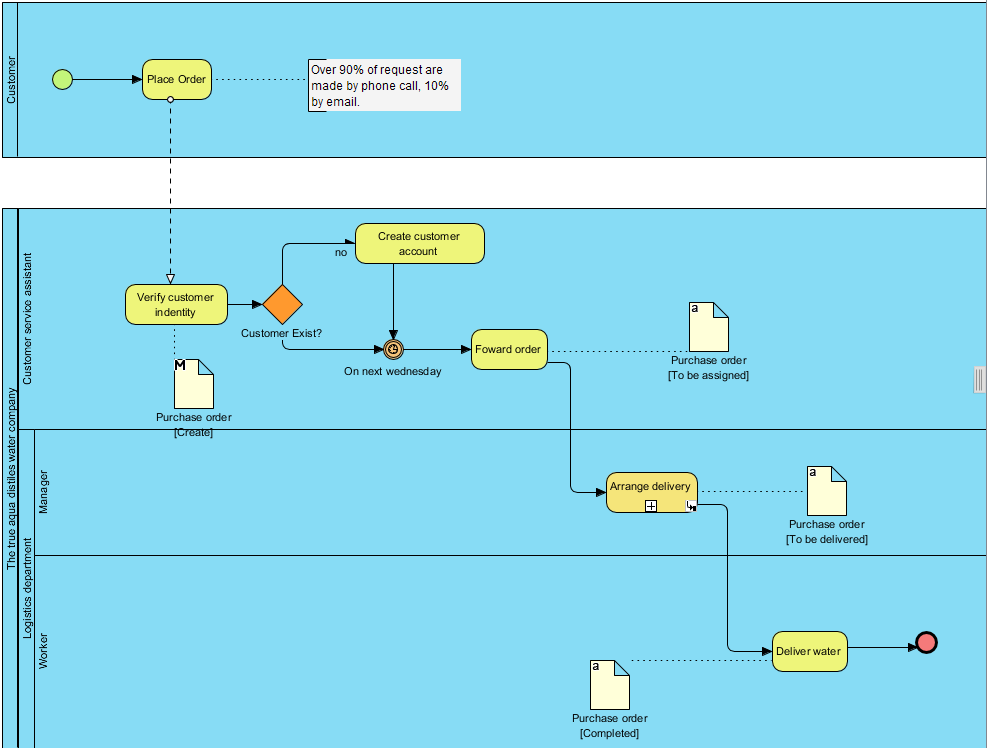 Customer
Place Order
Over 90% of request are
made by phone call, 10%
by email.
The true aqua distiles water company
Customer service assistant
Create customer
account
no
Verify customer
indentity
Customer Exist?
On next wednesday
Foward order
a
Purchase order
[To be assigned]
M
Purchase order
[Create]
Logistics department
Manager
Arrange delivery
a
Purchase order
[To be delivered]
Worker
Deliver water
a
Purchase order
[Completed]